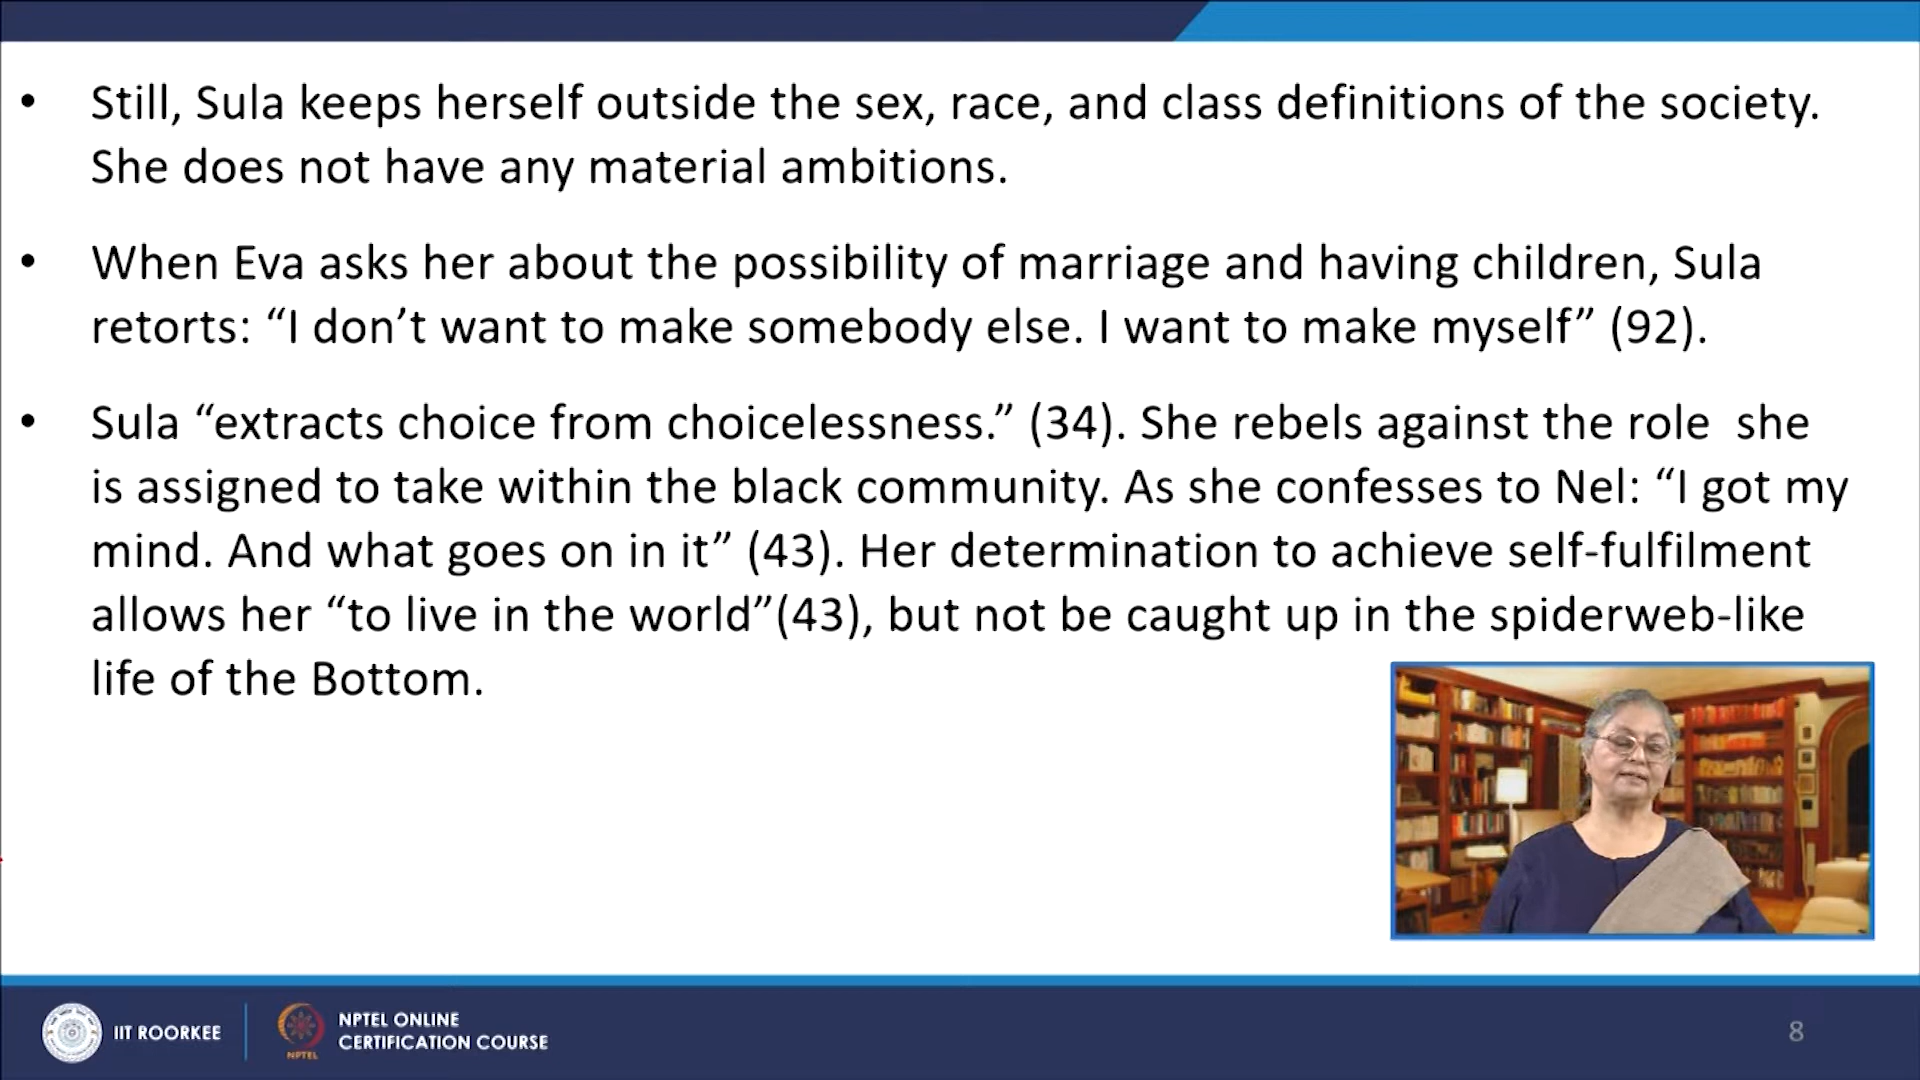 • Still, Sula keeps herself outside the sex, race, and class definitions of the society.
She does not have any material ambitions.
• When Eva asks her about the possibility of marriage and having children, Sula
retorts: “I don’t want to make somebody else. I want to make myself” (92).
• Sula “extracts choice from choicelessness.” (34). She rebels against the role  she
is assigned to take within the black community. As she confesses to Nel: “I got my
mind. And what goes on in it” (43). Her determination to achieve self-fulfilment
allows her “to live in the world”(43), but not be caught up in the spiderweb-like
life of the Bottom.
IIT ROORKEE
NPTEL
NPTEL ONLINE
CERTIFICATION COURSE
8